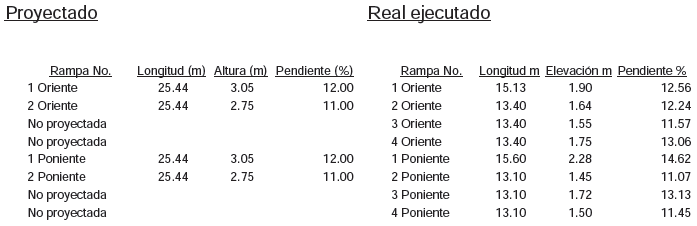 Proyectado Real ejecutado
Rampa No. Longitud (m) Altura (m) Pendiente (%) Rampa No. Longitud m Elevación m Pendiente %
1 Oriente 25.44 3.05 12.00 1 Oriente 15.13 1.90 12.56
2 Oriente 25.44 2.75 11.00 2 Oriente 13.40 1.64 12.24
No proyectada 3 Oriente 13.40 1.55 11.57
No proyectada 4 Oriente 13.40 1.75 13.06
1 Poniente 25.44 3.05 12.00 1 Poniente 15.60 2.28 14.62
2 Poniente 25.44 2.75 11.00 2 Poniente 13.10 1.45 11.07
No proyectada 3 Poniente 13.10 1.72 13.13
No proyectada 4 Poniente 13.10 1.50 11.45